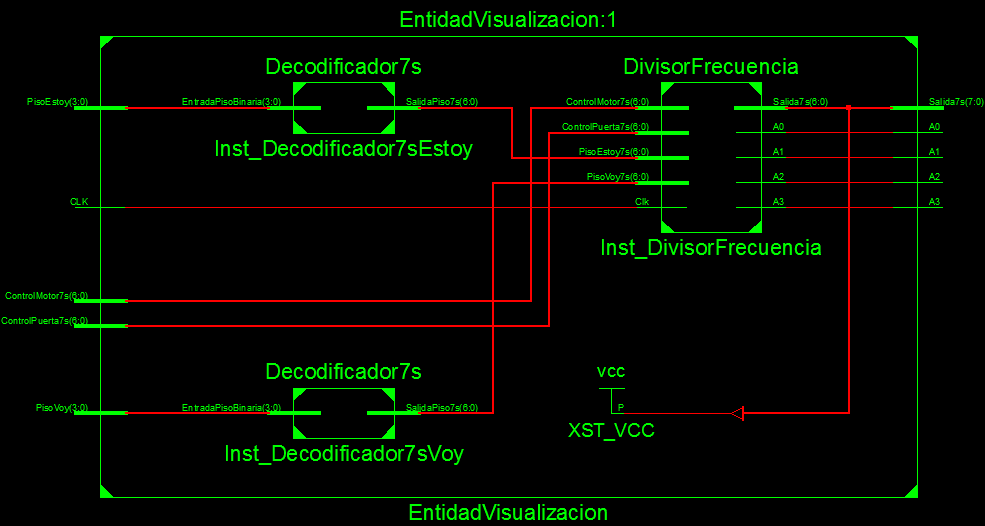 EntidadVisualizacion:1
Decodificador7s
DivisorFrecuencia
PisoEstoy(3:0)
EntradaPisoBinaria(3:0)
SalidaPiso7s(6:0)
ControlMotor7s(6:0)
Salida7s(6:0)
Salida7s(7:0)
ControlPuerta7s(6:0)
A0
A0
Inst_Decodificador7sEstoy
PisoEstoy7s(6:0)
A1
A1
PisoVoy7s(6:0)
A2
A2
CLK
Clk
A3
A3
Inst_DivisorFrecuencia
ControlMotor7s(6:0)
ControlPuerta7s(6:0)
Decodificador7s
vcc
PisoVoy(3:0)
EntradaPisoBinaria(3:0)
SalidaPiso7s(6:0)
P
XST_VCC
Inst_Decodificador7sVoy
EntidadVisualizacion